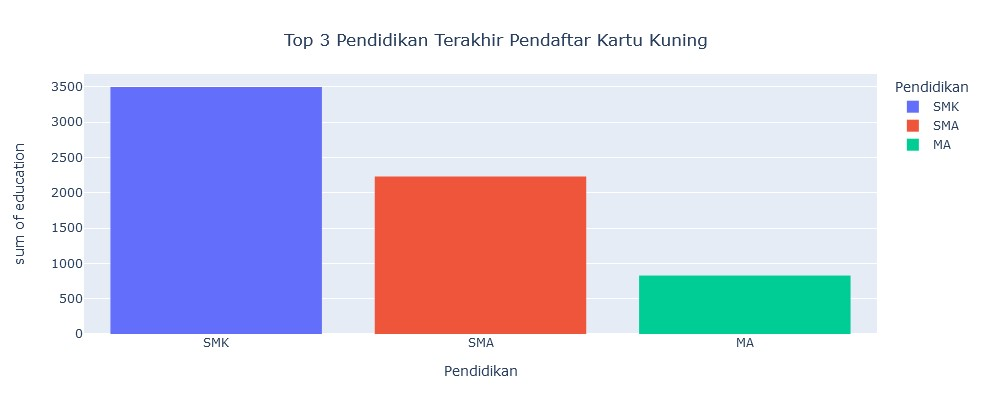 Top 3 Pendidikan Terakhir Pendaftar Kartu Kuning
sum of education
3500
3000
2500
2000
1500
1000
500
0
SMK
SMA
MA
Pendidikan
Pendidikan
SMK
SMA
MA